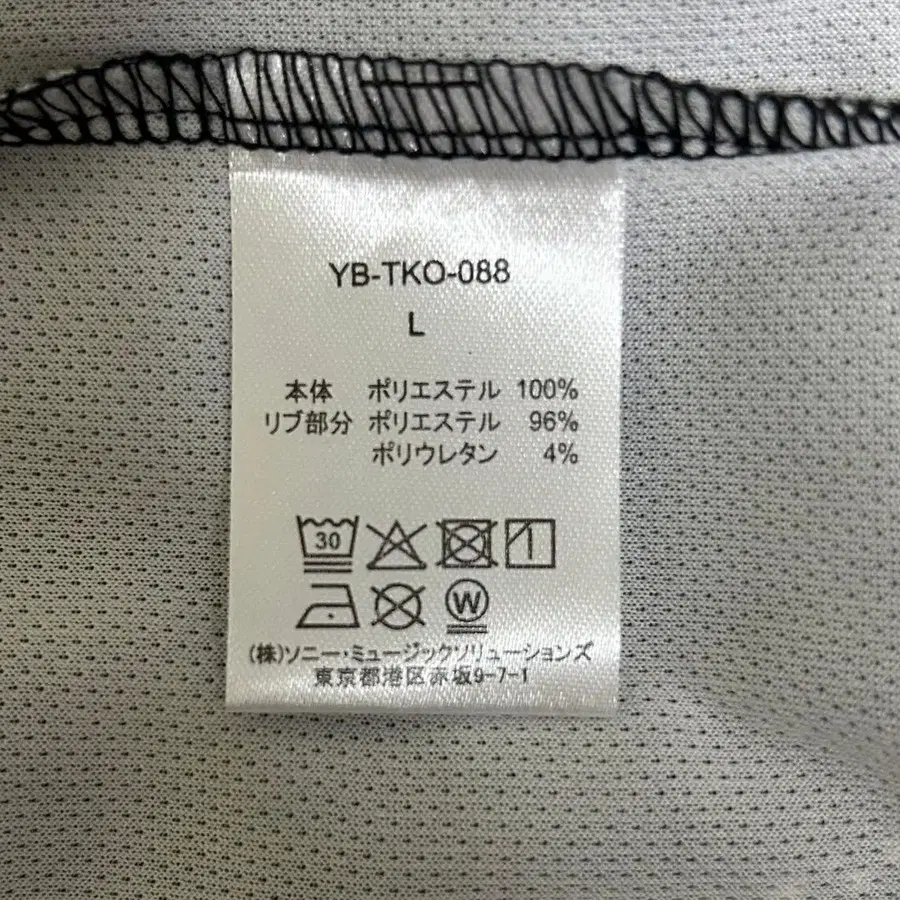 YB-TKO-088
L
本体 ポリエステル 100%
リブ部分 ポリエステル 96%
ポリウレタン 4%
30
W
(株)ソニー・ミュージックソリューションズ
東京都港区赤坂9-7-1